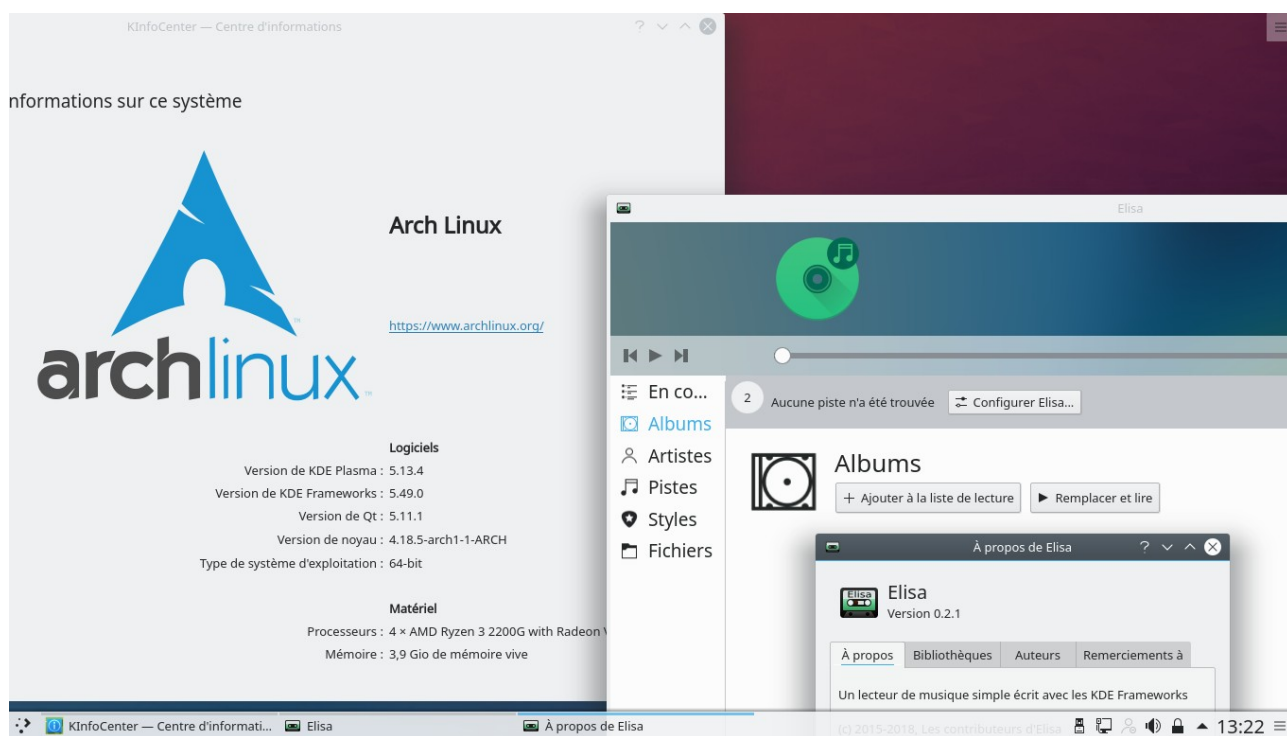 KInfoCenter — Centre d'informations
nformations sur ce système
archlinux
Arch Linux
https://www.archlinux.org/
Logiciels
Version de KDE Plasma : 5.13.4
Version de KDE Frameworks : 5.49.0
Version de Qt : 5.11.1
Version de noyau : 4.18.5-arch1-1-ARCH
Type de système d'exploitation : 64-bit
Matériel
Processeurs : 4 × AMD Ryzen 3 2200G with Radeon
Mémoire : 3,9 Gio de mémoire vive
Elisa
En co...
Albums
Artistes
Pistes
Styles
Fichiers
2 Aucune piste n'a été trouvée Configurer Elisa...
Albums
Ajouter à la liste de lecture Remplacer et lire
À propos de Elisa
Elisa
Elisa
Version 0.2.1
À propos Bibliothèques Auteurs Remerciements à
Un lecteur de musique simple écrit avec les KDE Frameworks
(c) 2015-2018, Les contributeurs d'Elisa
KInfoCenter — Centre d'informati... Elisa À propos de Elisa 13:22